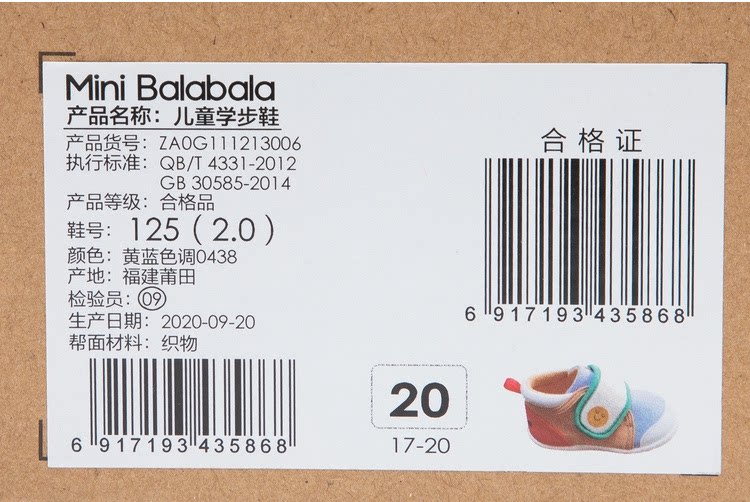 Mini Balabala
产品名称：儿童学步鞋
产品货号：ZA0G111213006
执行标准：QB/T 4331-2012
GB 30585-2014
产品等级：合格品
鞋号：125（2.0）
颜色：黄蓝色调0438
产地：福建莆田
检验员：09
生产日期：2020-09-20
帮面材料：织物
6 917193 435868
合格证
6 917193 435868
20
17-20